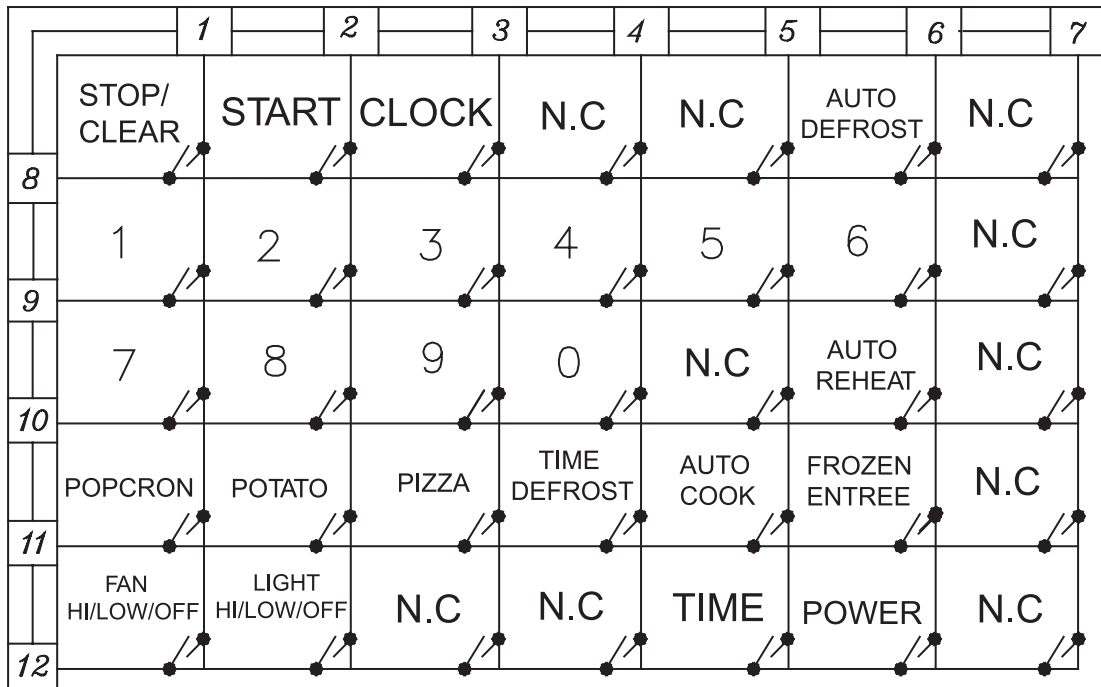 1 2 3 4 5 6 7
STOP/
CLEAR
START
CLOCK
N.C
N.C
AUTO
DEFROST
N.C
8
1
2
3
4
5
6
N.C
9
7
8
9
0
N.C
AUTO
REHEAT
N.C
10
POPCRON
POTATO
PIZZA
TIME
DEFROST
AUTO
COOK
FROZEN
ENTREE
N.C
11
FAN
HI/LOW/OFF
LIGHT
HI/LOW/OFF
N.C
N.C
TIME
POWER
N.C
12